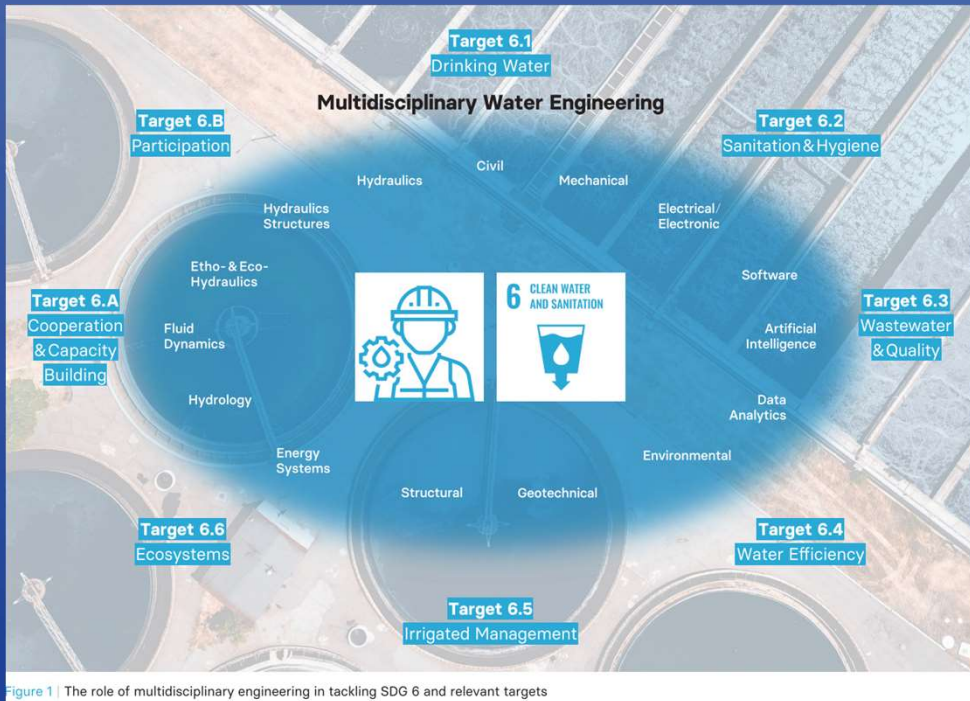 Target 6.1
Drinking Water
Multidisciplinary Water Engineering
Target 6.B
Participation
Target 6.2
Sanitation & Hygiene
Civil
Hydraulics
Mechanical
Hydraulics
Structures
Electrical/
Electronic
Etho- & Eco-
Hydraulics
Software
Target 6.A
Cooperation
& Capacity
Building
Fluid
Dynamics
6 CLEAN WATER
AND SANITATION
Artificial
Intelligence
Target 6.3
Wastewater
& Quality
Hydrology
Data
Analytics
Energy
Systems
Environmental
Structural
Geotechnical
Target 6.6
Ecosystems
Target 6.4
Water Efficiency
Target 6.5
Irrigated Management
Figure 1 | The role of multidisciplinary engineering in tackling SDG 6 and relevant targets